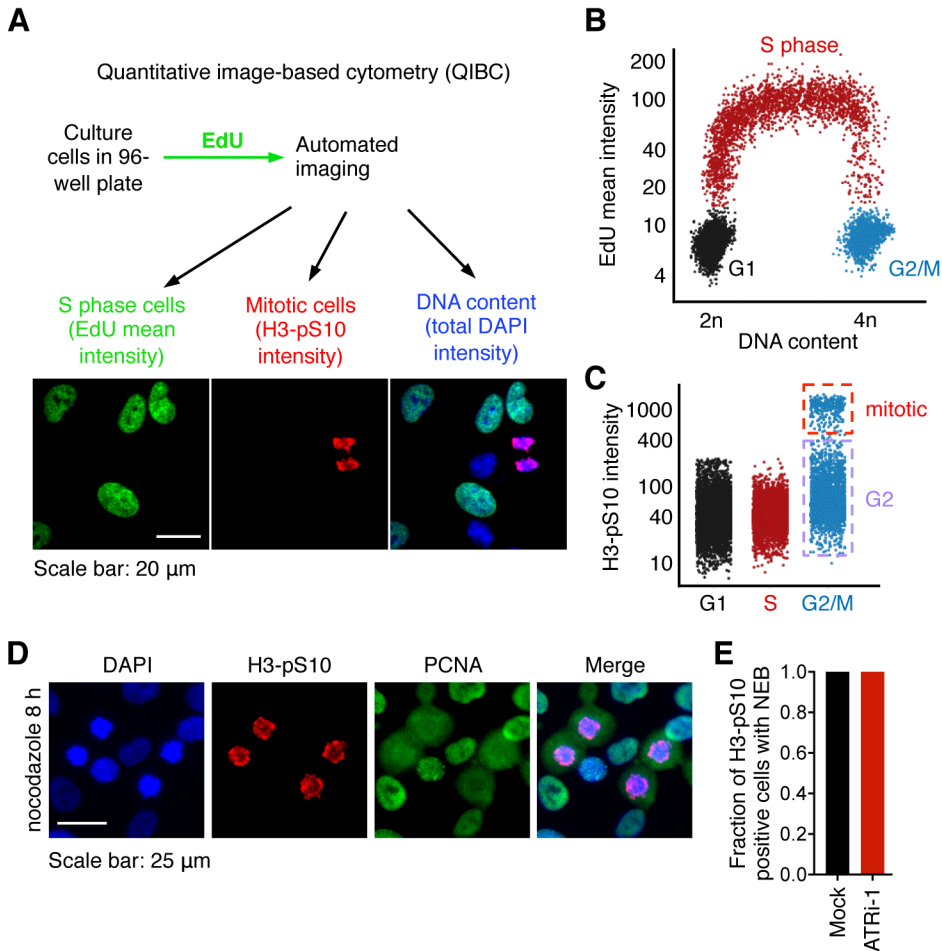 A
Quantitative image-based cytometry (QIBC)
Culture
cells in 96-
well plate
EdU
Automated
imaging
S phase cells
(EdU mean
intensity)
Mitotic cells
(H3-pS10
intensity)
DNA content
(total DAPI
intensity)
Scale bar: 20 μm
B
S phase
EdU mean intensity
200
100
40
20
10
4
G1
G2/M
2n
4n
DNA content
C
H3-pS10 intensity
1000
400
100
40
10
mitotic
G2
G1
S
G2/M
D
DAPI
H3-pS10
PCNA
Merge
nocodazole 8 h
Scale bar: 25 μm
E
Fraction of H3-pS10
positive cells with NEB
1.0
0.8
0.6
0.4
0.2
0.0
Mock
ATRi-1